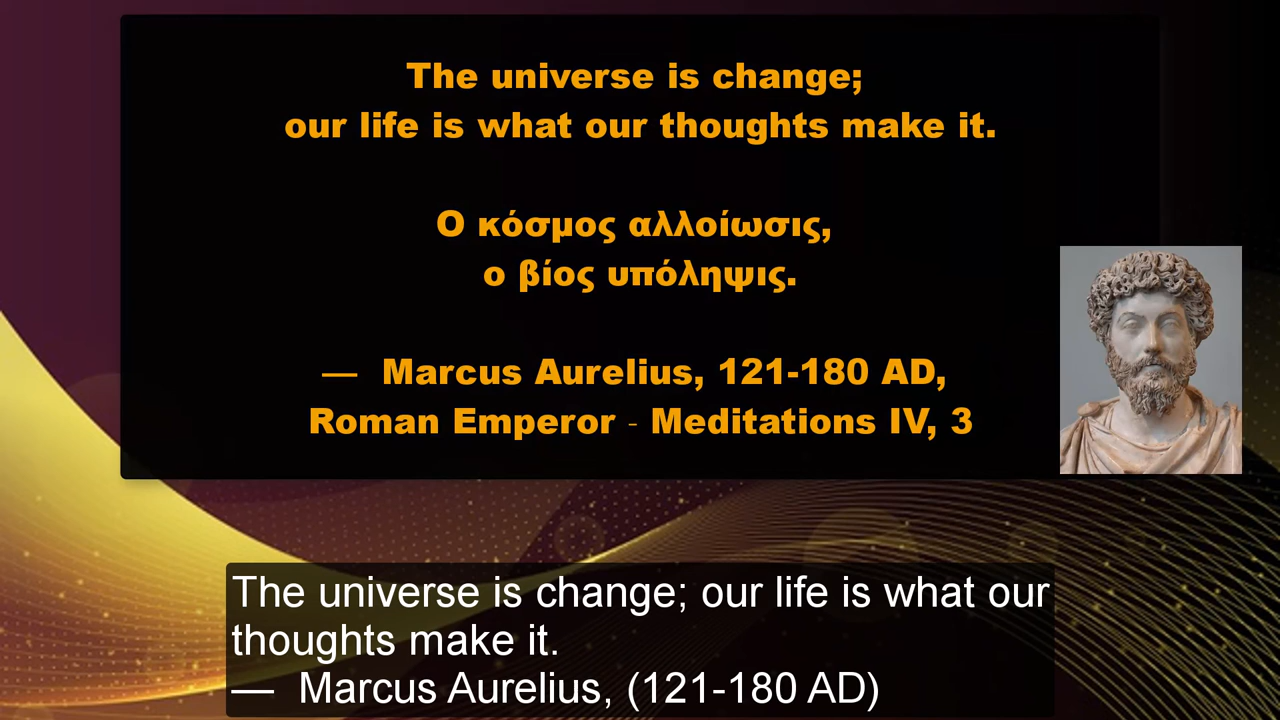 The universe is change;
our life is what our thoughts make it.
Ο κόσμος αλλοίωσις,
ο βίος υπόληψις.
—  Marcus Aurelius, 121-180 AD,
Roman Emperor - Meditations IV, 3
The universe is change; our life is what our
thoughts make it.
—  Marcus Aurelius, (121-180 AD)